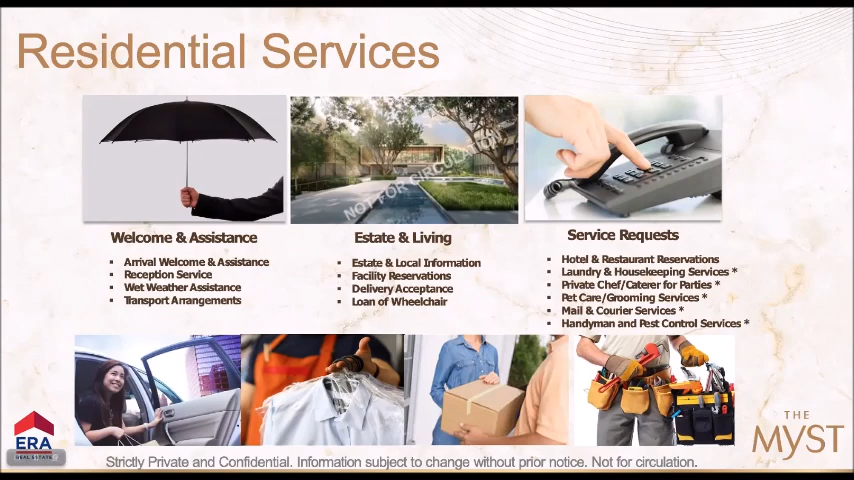 Residential Services
NOT FOR CIRCULATION
Welcome & Assistance
▪ Arrival Welcome & Assistance
▪ Reception Service
▪ Wet Weather Assistance
▪ Transport Arrangements
Estate & Living
▪ Estate & Local Information
▪ Facility Reservations
▪ Delivery Acceptance
▪ Loan of Wheelchair
Service Requests
▪ Hotel & Restaurant Reservations
▪ Laundry & Housekeeping Services *
▪ Private Chef/Caterer for Parties *
▪ Pet Care/Grooming Services *
▪ Mail & Courier Services *
▪ Handyman and Pest Control Services *
ERA
REAL ESTATE
THE
MYST
Strictly Private and Confidential. Information subject to change without prior notice. Not for circulation.